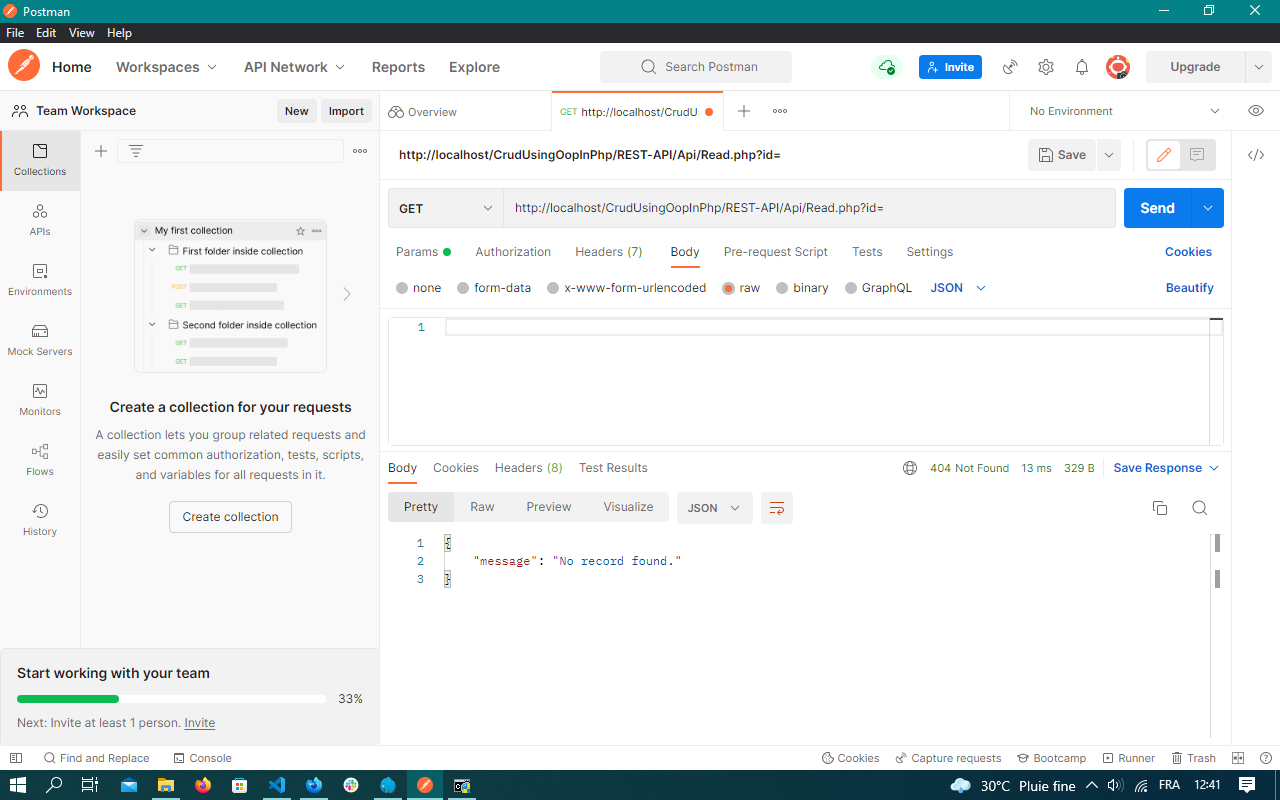 Postman
File Edit View Help
Home Workspaces API Network Reports Explore Search Postman Invite Upgrade
Team Workspace New Import Overview GET http://localhost/CrudU No Environment
http://localhost/CrudUsingOopInPhp/REST-API/Api/Read.php?id= Save
GET http://localhost/CrudUsingOopInPhp/REST-API/Api/Read.php?id= Send
Params Authorization Headers (7) Body Pre-request Script Tests Settings Cookies
none form-data x-www-form-urlencoded raw binary GraphQL JSON Beautify
1
Collections
APIs
Environments
Mock Servers
Monitors
Flows
History
My first collection
First folder inside collection
GET
POST
GET
Second folder inside collection
GET
GET
Create a collection for your requests
A collection lets you group related requests and
easily set common authorization, tests, scripts,
and variables for all requests in it.
Create collection
Body Cookies Headers (8) Test Results 404 Not Found 13 ms 329 B Save Response
Pretty Raw Preview Visualize JSON
1 {
2 "message": "No record found."
3 }
Start working with your team
33%
Next: Invite at least 1 person. Invite
Find and Replace Console Cookies Capture requests Bootcamp Runner Trash
30°C Pluie fine FRA 12:41